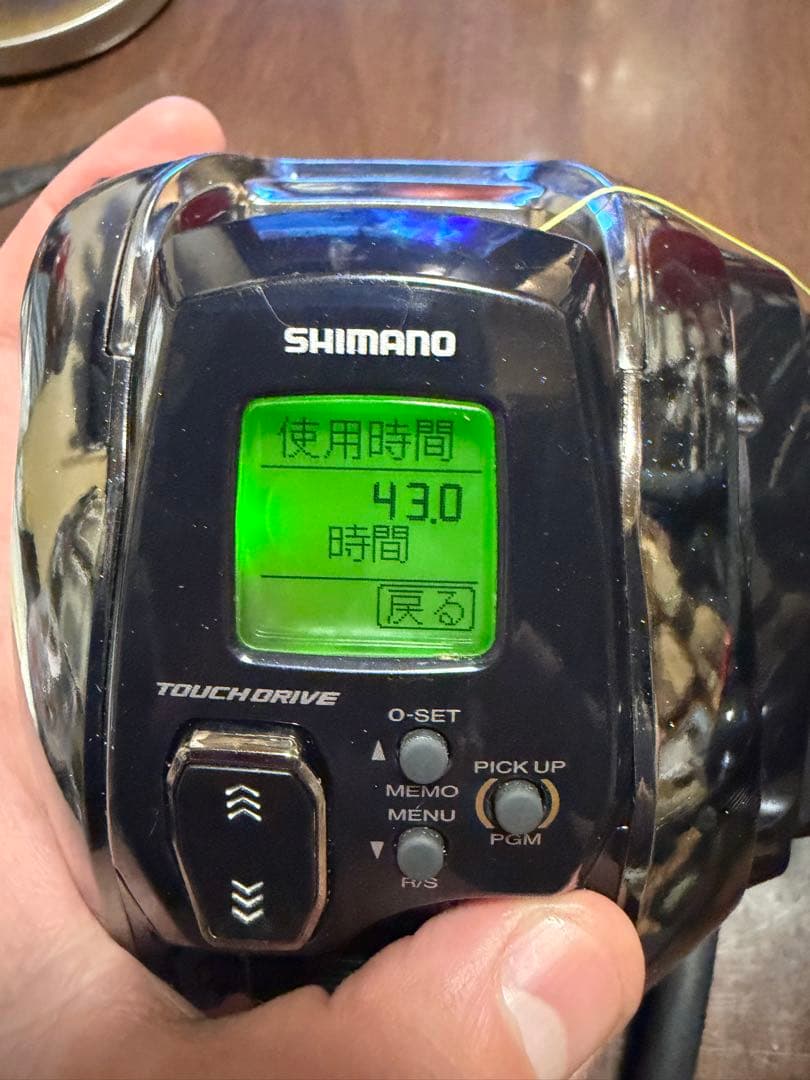 SHIMANO
使用時間
43.0
時間
戻る
TOUCH DRIVE
0-SET
MEMO
PICK UP
MENU
PGM
R/S